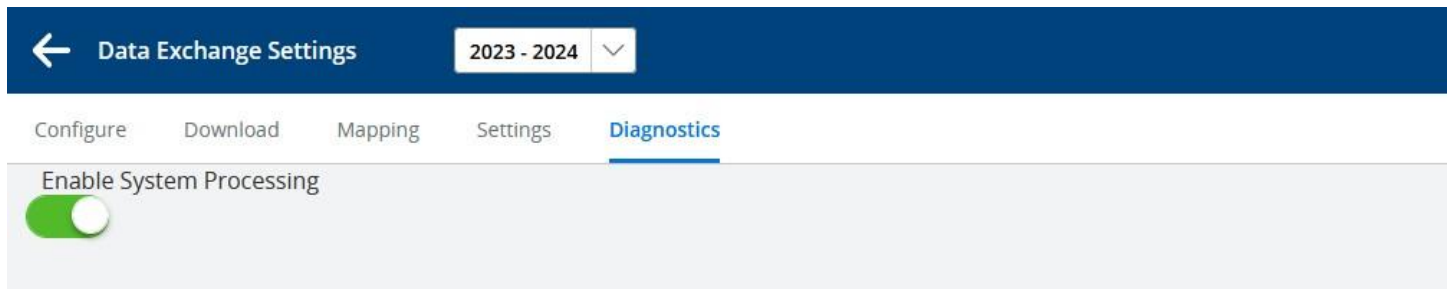 Data Exchange Settings 2023 - 2024
Configure Download Mapping Settings Diagnostics
Enable System Processing